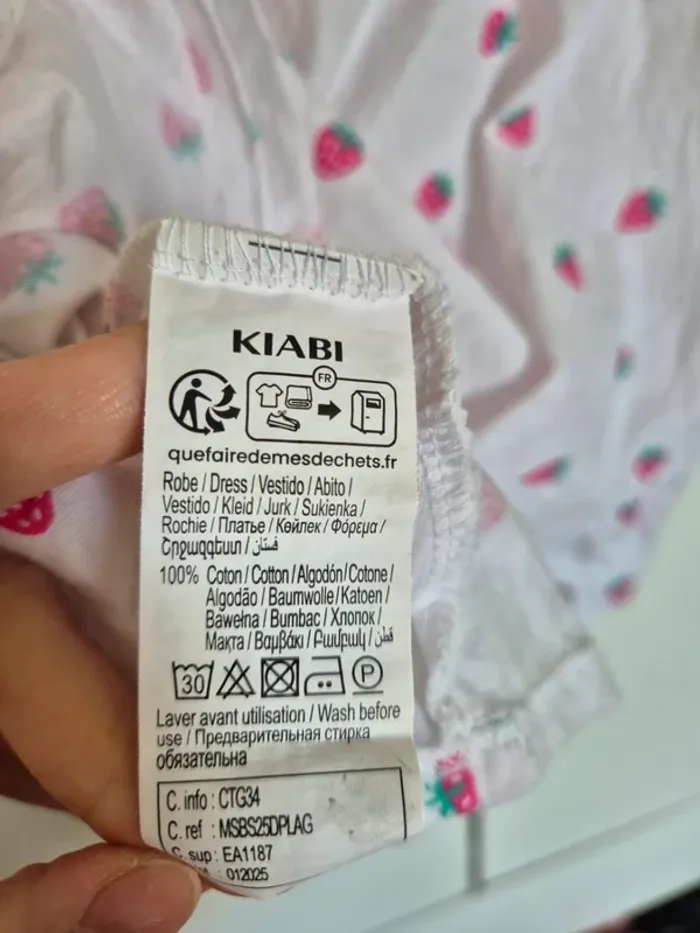 KIABI
FR
quefairedemesdechets.fr
Robe / Dress / Vestido / Abito /
Vestido / Kleid / Jurk / Sukienka /
Rochie / Платье / Көйлек / Φόρεμα /
Շրջազգեստ / فستان
100% Coton / Cotton / Algodón / Cotone /
Algodão / Baumwolle / Katoen /
Bawełna / Bumbac / Хлопок /
Мақта / Βαμβάκι / Բամբակ / قطن
30 P
Laver avant utilisation / Wash before
use / Предварительная стирка
обязательна
C. info : CTG34
C. ref : MSBS25DPLAG
C. sup : EA1187
012025